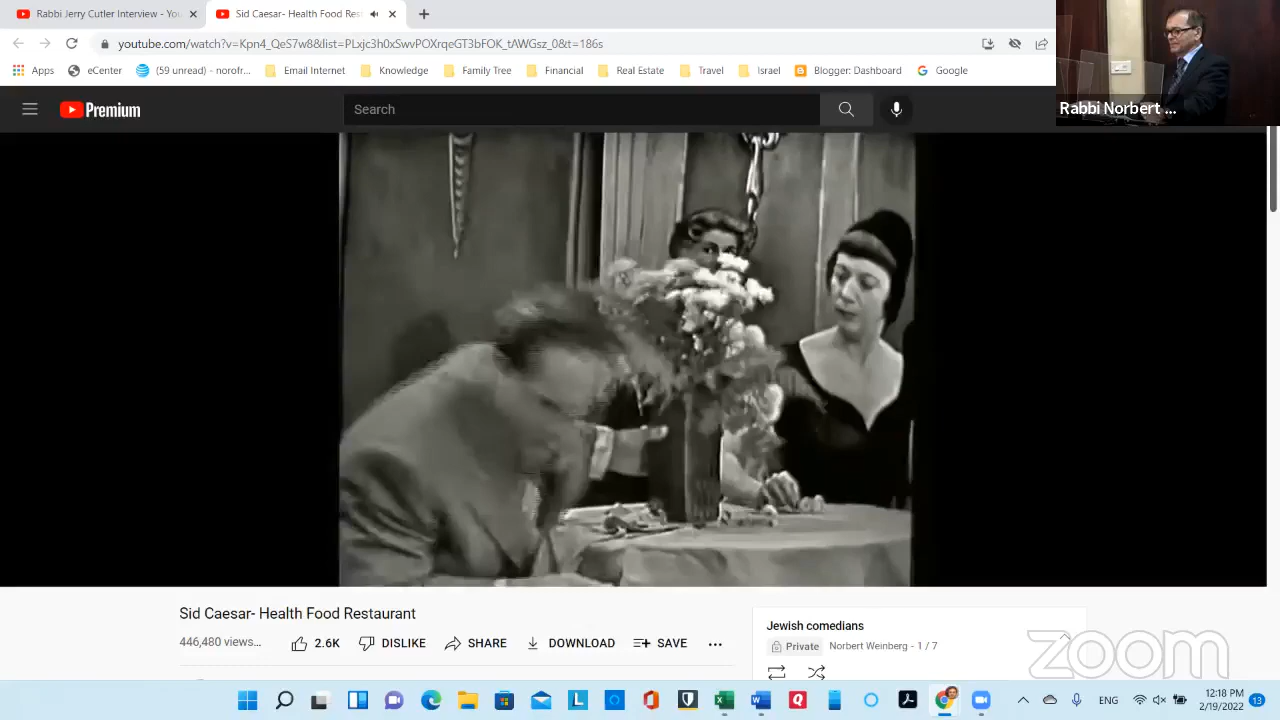 Rabbi Jerry Cutler Interview - Yo
Sid Caesar- Health Food Rest
youtube.com/watch?v=Kpn4_QeS7w8&list=PLxjc3h0xSwvPOXrqeGT3bFOK_tAWGsz_0&t=186s
Apps
eCenter
(59 unread) - norofr...
Email Internet
Knowledge
Family Tree
Financial
Real Estate
Travel
Israel
Blogger Dashboard
Google
Rabbi Norbert ...
Premium
Search
Sid Caesar- Health Food Restaurant
446,480 views...
2.6K
DISLIKE
SHARE
DOWNLOAD
SAVE
Jewish comedians
Private
Norbert Weinberg - 1 / 7
zoom
ENG
12:18 PM
2/19/2022
13